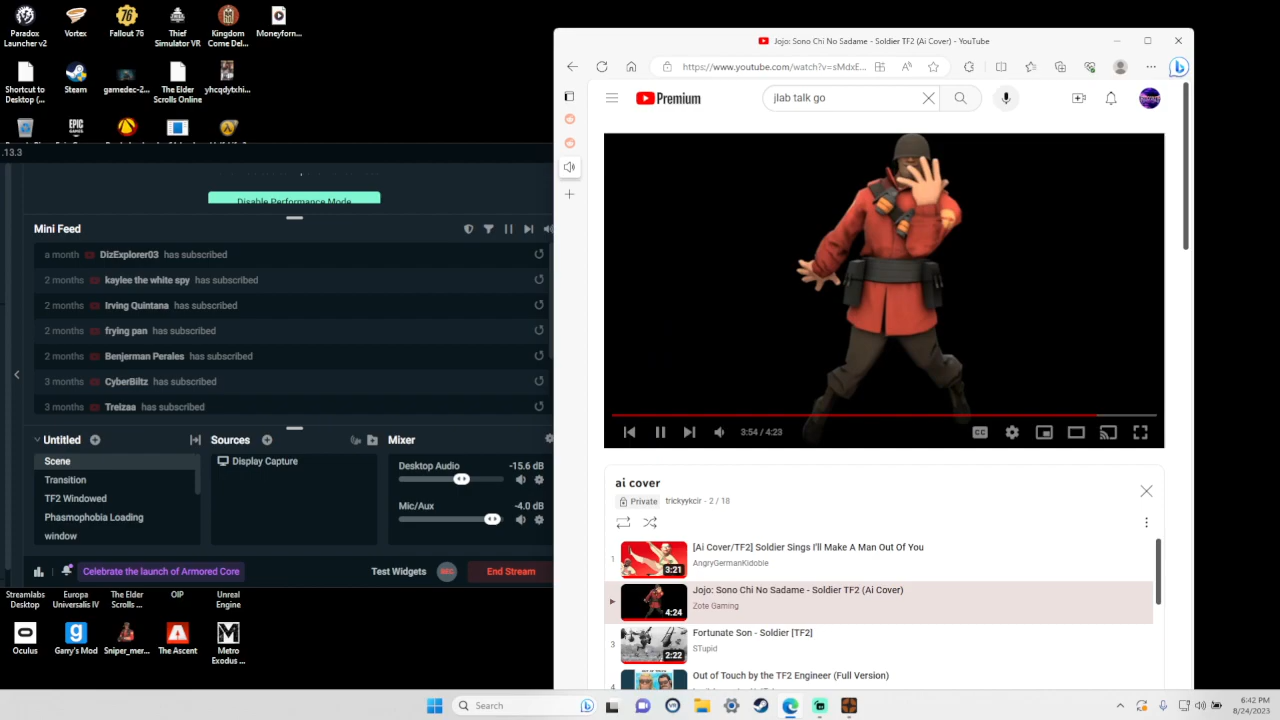 Paradox Launcher v2
Vortex
Fallout 76
Thief Simulator VR
Kingdom Come Del...
Moneyforn...
Shortcut to Desktop (...
Steam
gamedec-2...
The Elder Scrolls Online
yhcqdytxhi...
EPIC GAMES
.13.3
Disable Performance Mode
Mini Feed
a month DizExplorer03 has subscribed
2 months kaylee the white spy has subscribed
2 months Irving Quintana has subscribed
2 months frying pan has subscribed
2 months Benjerman Perales has subscribed
3 months CyberBiltz has subscribed
3 months Treizaa has subscribed
Untitled
Sources
Mixer
Scene
Transition
TF2 Windowed
Phasmophobia Loading
window
Display Capture
Desktop Audio -15.6 dB
Mic/Aux -4.0 dB
Celebrate the launch of Armored Core
Test Widgets
REC
End Stream
Streamlabs Desktop
Europa Universalis IV
The Elder Scrolls ...
OIP
Unreal Engine
Oculus
Garry's Mod
Sniper_mer...
The Ascent
Metro Exodus ...
Jojo: Sono Chi No Sadame - Soldier TF2 (Ai Cover) - YouTube
https://www.youtube.com/watch?v=sMdxE...
Premium
jlab talk go
3:54 / 4:23
CC
ai cover
Private trickyykcir - 2 / 18
1
[Ai Cover/TF2] Soldier Sings I'll Make A Man Out Of You
AngryGermanKidobie
3:21
Jojo: Sono Chi No Sadame - Soldier TF2 (Ai Cover)
Zote Gaming
4:24
3
Fortunate Son - Soldier [TF2]
STupid
2:22
4
Out of Touch by the TF2 Engineer (Full Version)
Search
6:42 PM
8/24/2023